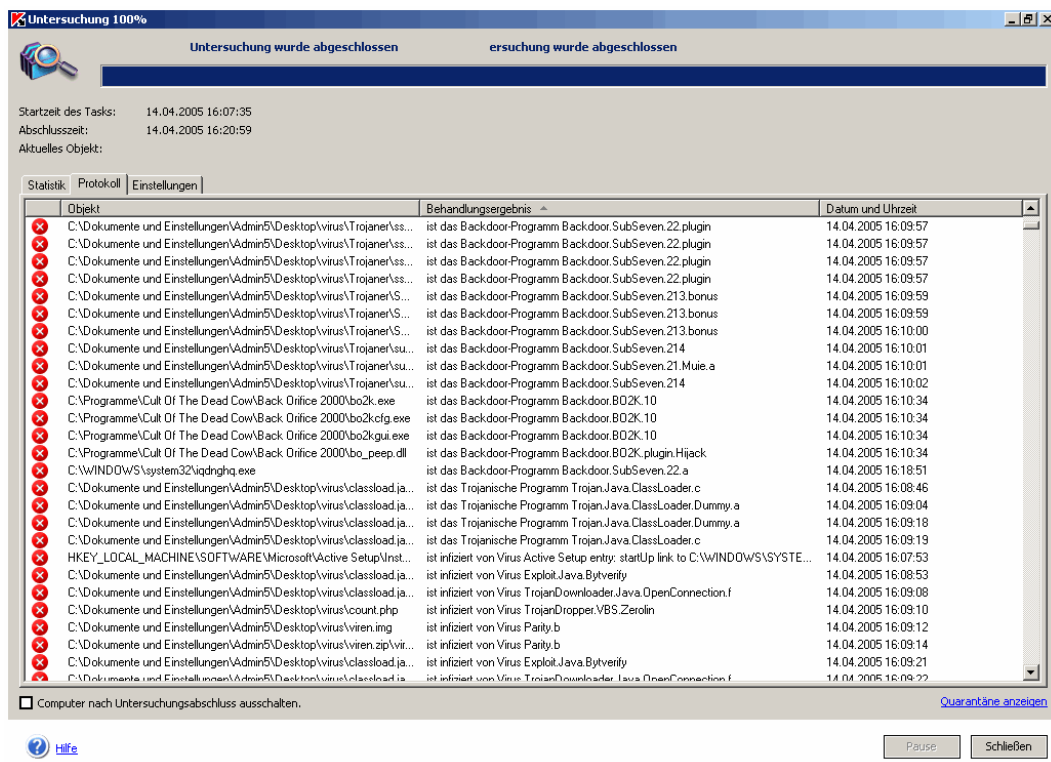 Untersuchung 100%
Untersuchung wurde abgeschlossen ersuchung wurde abgeschlossen
Startzeit des Tasks: 14.04.2005 16:07:35
Abschlusszeit: 14.04.2005 16:20:59
Aktuelles Objekt:
Statistik Protokoll Einstellungen
Objekt Behandlungsergebnis Datum und Uhrzeit
C:\Dokumente und Einstellungen\Admin5\Desktop\virus\Trojaner\ss... ist das Backdoor-Programm Backdoor.SubSeven.22.plugin 14.04.2005 16:09:57
C:\Dokumente und Einstellungen\Admin5\Desktop\virus\Trojaner\ss... ist das Backdoor-Programm Backdoor.SubSeven.22.plugin 14.04.2005 16:09:57
C:\Dokumente und Einstellungen\Admin5\Desktop\virus\Trojaner\ss... ist das Backdoor-Programm Backdoor.SubSeven.22.plugin 14.04.2005 16:09:57
C:\Dokumente und Einstellungen\Admin5\Desktop\virus\Trojaner\ss... ist das Backdoor-Programm Backdoor.SubSeven.22.plugin 14.04.2005 16:09:57
C:\Dokumente und Einstellungen\Admin5\Desktop\virus\Trojaner\S... ist das Backdoor-Programm Backdoor.SubSeven.213.bonus 14.04.2005 16:09:59
C:\Dokumente und Einstellungen\Admin5\Desktop\virus\Trojaner\S... ist das Backdoor-Programm Backdoor.SubSeven.213.bonus 14.04.2005 16:09:59
C:\Dokumente und Einstellungen\Admin5\Desktop\virus\Trojaner\S... ist das Backdoor-Programm Backdoor.SubSeven.213.bonus 14.04.2005 16:10:00
C:\Dokumente und Einstellungen\Admin5\Desktop\virus\Trojaner\su... ist das Backdoor-Programm Backdoor.SubSeven.214 14.04.2005 16:10:01
C:\Dokumente und Einstellungen\Admin5\Desktop\virus\Trojaner\su... ist das Backdoor-Programm Backdoor.SubSeven.21.Muie.a 14.04.2005 16:10:01
C:\Dokumente und Einstellungen\Admin5\Desktop\virus\Trojaner\su... ist das Backdoor-Programm Backdoor.SubSeven.214 14.04.2005 16:10:02
C:\Programme\Cult Of The Dead Cow\Back Orifice 2000\bo2k.exe ist das Backdoor-Programm Backdoor.BO2K.10 14.04.2005 16:10:34
C:\Programme\Cult Of The Dead Cow\Back Orifice 2000\bo2kcfg.exe ist das Backdoor-Programm Backdoor.BO2K.10 14.04.2005 16:10:34
C:\Programme\Cult Of The Dead Cow\Back Orifice 2000\bo2kgui.exe ist das Backdoor-Programm Backdoor.BO2K.10 14.04.2005 16:10:34
C:\Programme\Cult Of The Dead Cow\Back Orifice 2000\bo_peep.dll ist das Backdoor-Programm Backdoor.BO2K.plugin.Hijack 14.04.2005 16:10:34
C:\WINDOWS\system32\iqdnghq.exe ist das Backdoor-Programm Backdoor.SubSeven.22.a 14.04.2005 16:18:51
C:\Dokumente und Einstellungen\Admin5\Desktop\virus\classload.ja... ist das Trojanische Programm Trojan.Java.ClassLoader.c 14.04.2005 16:08:46
C:\Dokumente und Einstellungen\Admin5\Desktop\virus\classload.ja... ist das Trojanische Programm Trojan.Java.ClassLoader.Dummy.a 14.04.2005 16:09:04
C:\Dokumente und Einstellungen\Admin5\Desktop\virus\classload.ja... ist das Trojanische Programm Trojan.Java.ClassLoader.Dummy.a 14.04.2005 16:09:18
C:\Dokumente und Einstellungen\Admin5\Desktop\virus\classload.ja... ist das Trojanische Programm Trojan.Java.ClassLoader.c 14.04.2005 16:09:19
HKEY_LOCAL_MACHINE\SOFTWARE\Microsoft\Active Setup\Inst... ist infiziert von Virus Active Setup entry: startUp link to C:\WINDOWS\SYSTE... 14.04.2005 16:07:53
C:\Dokumente und Einstellungen\Admin5\Desktop\virus\classload.ja... ist infiziert von Virus Exploit.Java.Bytverify 14.04.2005 16:08:53
C:\Dokumente und Einstellungen\Admin5\Desktop\virus\classload.ja... ist infiziert von Virus TrojanDownloader.Java.OpenConnection.f 14.04.2005 16:09:08
C:\Dokumente und Einstellungen\Admin5\Desktop\virus\count.php ist infiziert von Virus TrojanDropper.VBS.Zerolin 14.04.2005 16:09:10
C:\Dokumente und Einstellungen\Admin5\Desktop\virus\viren.img ist infiziert von Virus Parity.b 14.04.2005 16:09:12
C:\Dokumente und Einstellungen\Admin5\Desktop\virus\viren.zip\vir... ist infiziert von Virus Parity.b 14.04.2005 16:09:14
C:\Dokumente und Einstellungen\Admin5\Desktop\virus\classload.ja... ist infiziert von Virus Exploit.Java.Bytverify 14.04.2005 16:09:21
C:\Dokumente und Einstellungen\Admin5\Desktop\virus\classload.ja... ist infiziert von Virus TrojanDownloader.Java.OpenConnection.f 14.04.2005 16:09:22
Computer nach Untersuchungsabschluss ausschalten. Quarantäne anzeigen
Hilfe Pause Schließen